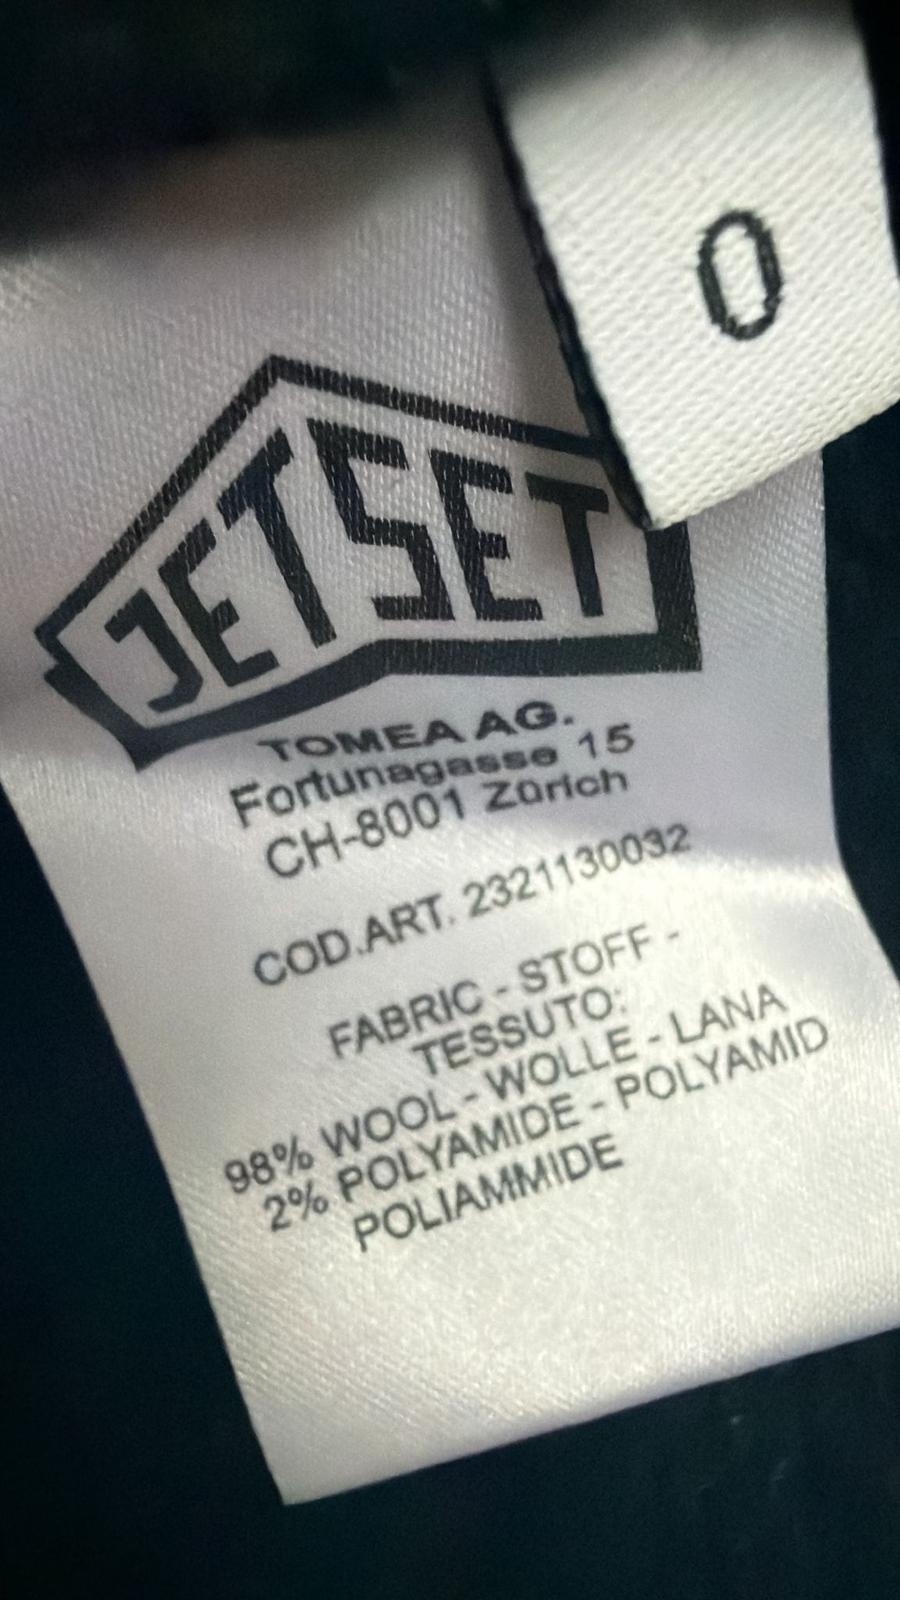 0
JETSET
TOMEA AG.
Fortunagasse 15
CH-8001 Zürich
COD.ART. 2321130032
FABRIC - STOFF -
TESSUTO:
98% WOOL - WOLLE - LANA
2% POLYAMIDE - POLYAMID
POLIAMMIDE